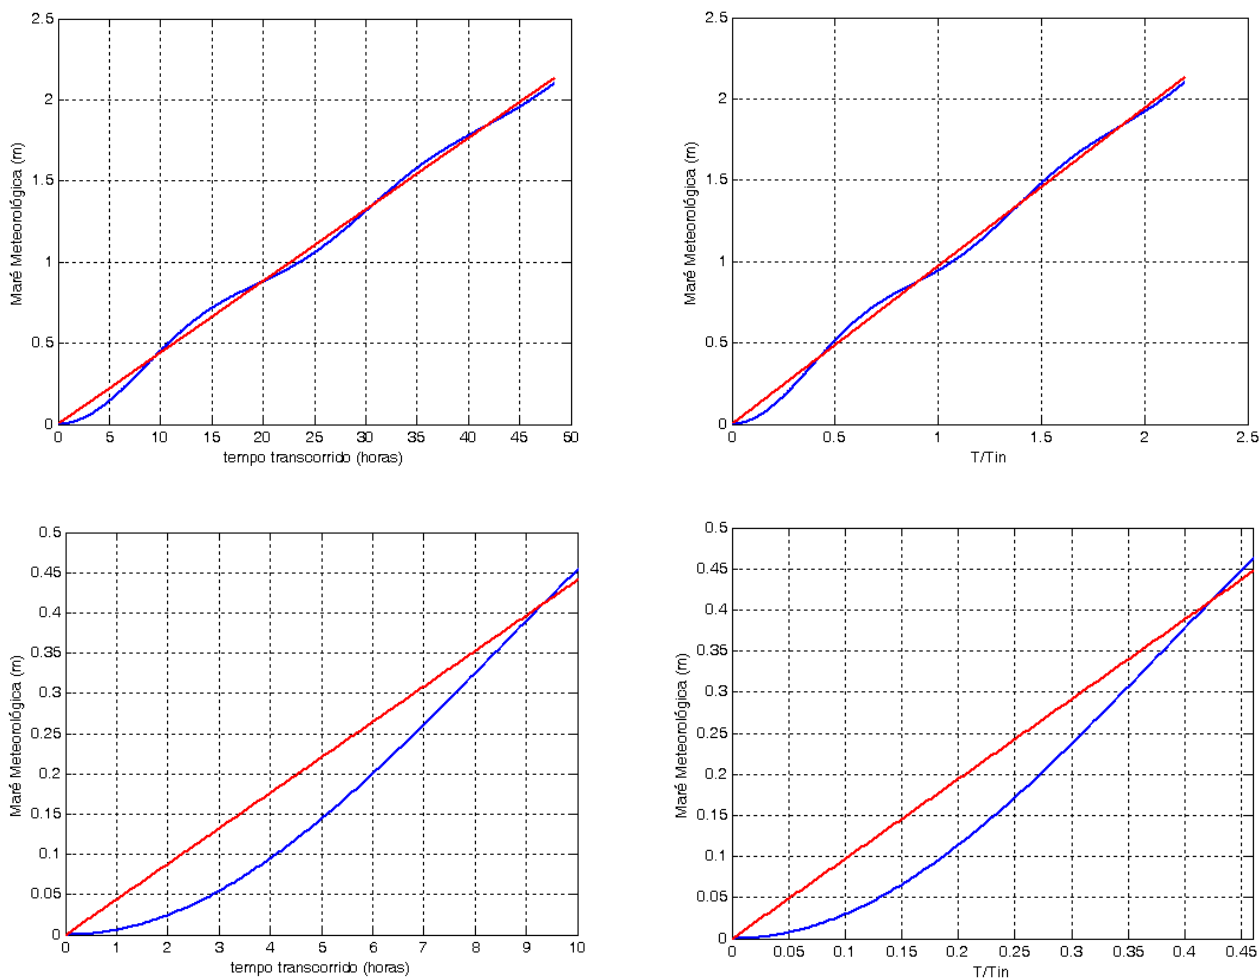 2.5
2
1.5
1
0.5
0
0 5 10 15 20 25 30 35 40 45 50
Maré Meteorológica (m)
tempo transcorrido (horas)
2.5
2
1.5
1
0.5
0
0 0.5 1 1.5 2 2.5
Maré Meteorológica (m)
T/Tin
0.5
0.45
0.4
0.35
0.3
0.25
0.2
0.15
0.1
0.05
0
0 1 2 3 4 5 6 7 8 9 10
Maré Meteorológica (m)
tempo transcorrido (horas)
0.5
0.45
0.4
0.35
0.3
0.25
0.2
0.15
0.1
0.05
0
0 0.05 0.1 0.15 0.2 0.25 0.3 0.35 0.4 0.45
Maré Meteorológica (m)
T/Tin